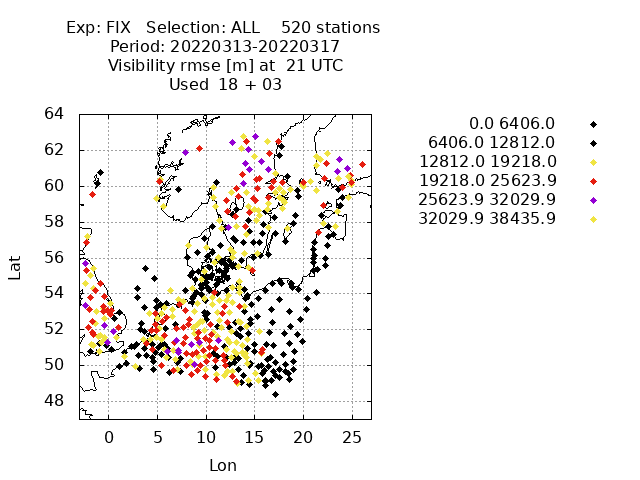 Exp: FIX   Selection: ALL    520 stations
Period: 20220313-20220317
Visibility rmse [m] at  21 UTC
Used  18 + 03
0.0 6406.0
6406.0 12812.0
12812.0 19218.0
19218.0 25623.9
25623.9 32029.9
32029.9 38435.9
64
62
60
58
56
54
52
50
48
Lat
0 5 10 15 20 25
Lon